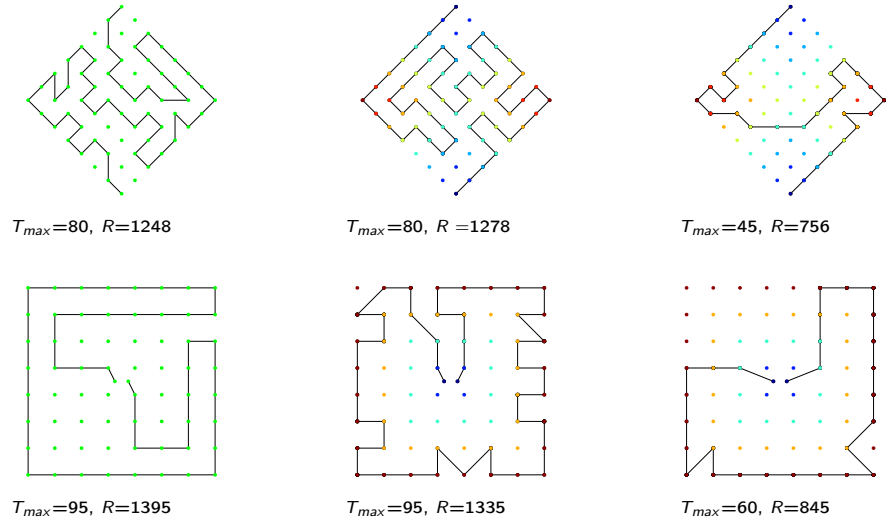 T_max=80, R=1248
T_max=80, R =1278
T_max=45, R=756
T_max=95, R=1395
T_max=95, R=1335
T_max=60, R=845